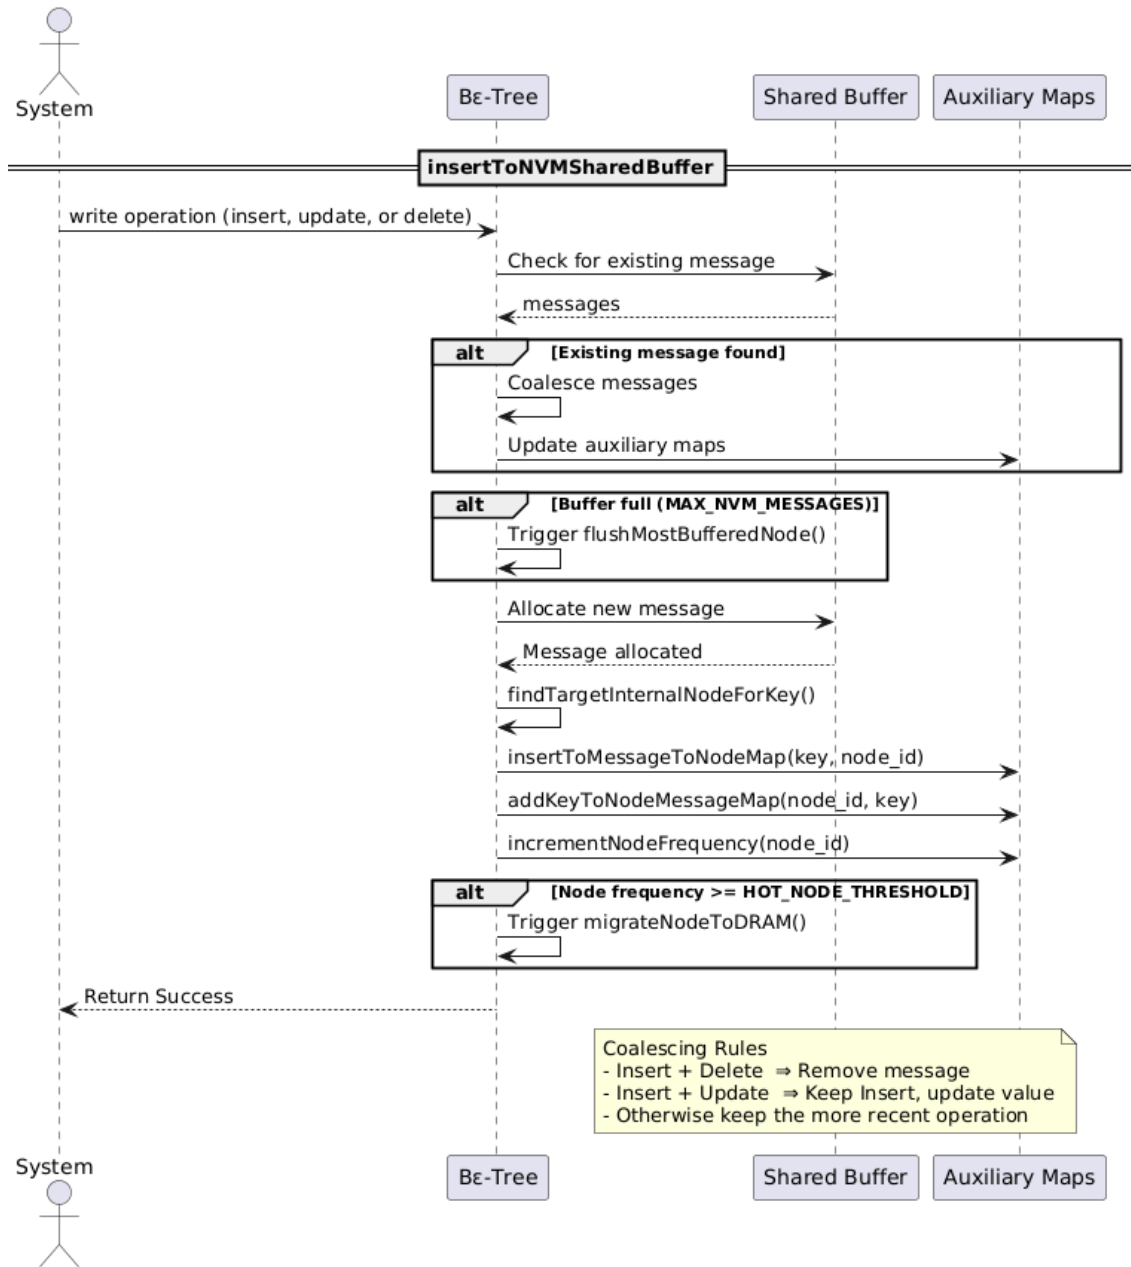 System
Bε-Tree
Shared Buffer
Auxiliary Maps
insertToNVMSharedBuffer
write operation (insert, update, or delete)
Check for existing message
messages
alt [Existing message found]
Coalesce messages
Update auxiliary maps
alt [Buffer full (MAX_NVM_MESSAGES)]
Trigger flushMostBufferedNode()
Allocate new message
Message allocated
findTargetInternalNodeForKey()
insertToMessageToNodeMap(key, node_id)
addKeyToNodeMessageMap(node_id, key)
incrementNodeFrequency(node_id)
alt [Node frequency >= HOT_NODE_THRESHOLD]
Trigger migrateNodeToDRAM()
Return Success
Coalescing Rules
- Insert + Delete ⇒ Remove message
- Insert + Update ⇒ Keep Insert, update value
- Otherwise keep the more recent operation
System
Bε-Tree
Shared Buffer
Auxiliary Maps